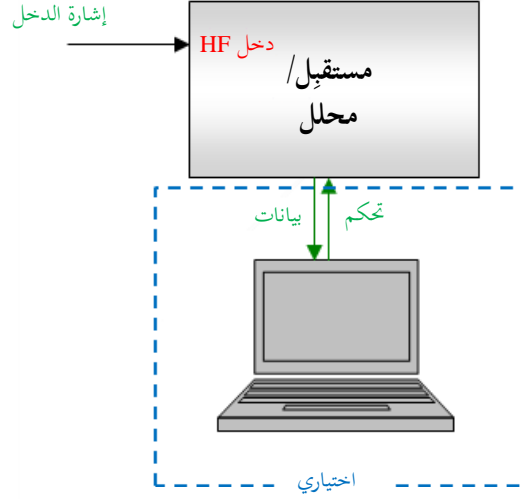 إشارة الدخل
دخل HF
مستقبِل/
محلل
تحكم
بيانات
اختياري